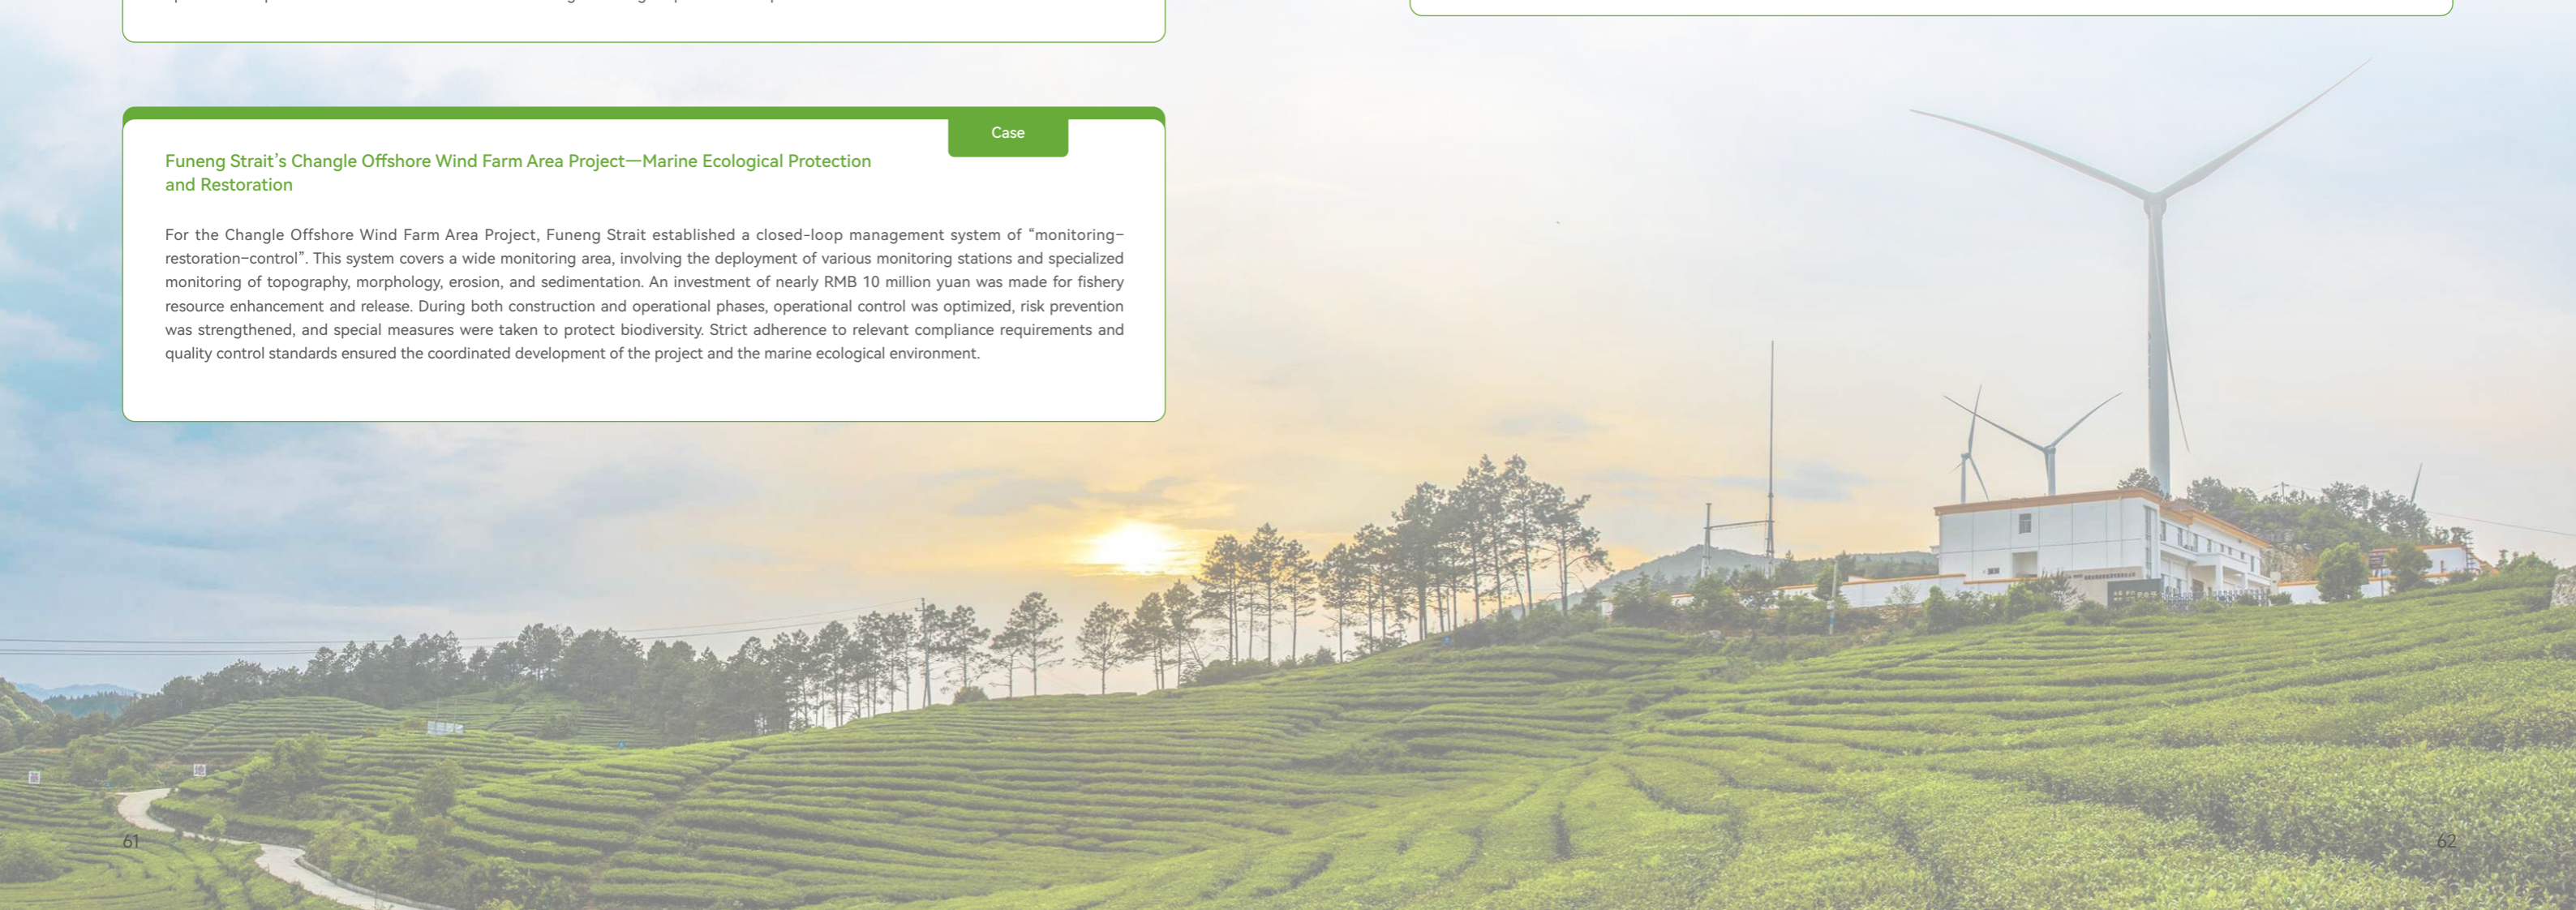 Case
Funeng Strait’s Changle Offshore Wind Farm Area Project—Marine Ecological Protection
and Restoration
For the Changle Offshore Wind Farm Area Project, Funeng Strait established a closed-loop management system of “monitoring–
restoration–control”. This system covers a wide monitoring area, involving the deployment of various monitoring stations and specialized
monitoring of topography, morphology, erosion, and sedimentation. An investment of nearly RMB 10 million yuan was made for fishery
resource enhancement and release. During both construction and operational phases, operational control was optimized, risk prevention
was strengthened, and special measures were taken to protect biodiversity. Strict adherence to relevant compliance requirements and
quality control standards ensured the coordinated development of the project and the marine ecological environment.
61
62